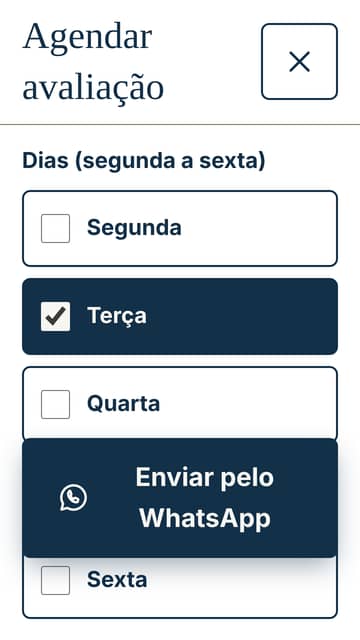 Agendar
avaliação
Dias (segunda a sexta)
Segunda
Terça
Quarta
Enviar pelo
WhatsApp
Sexta